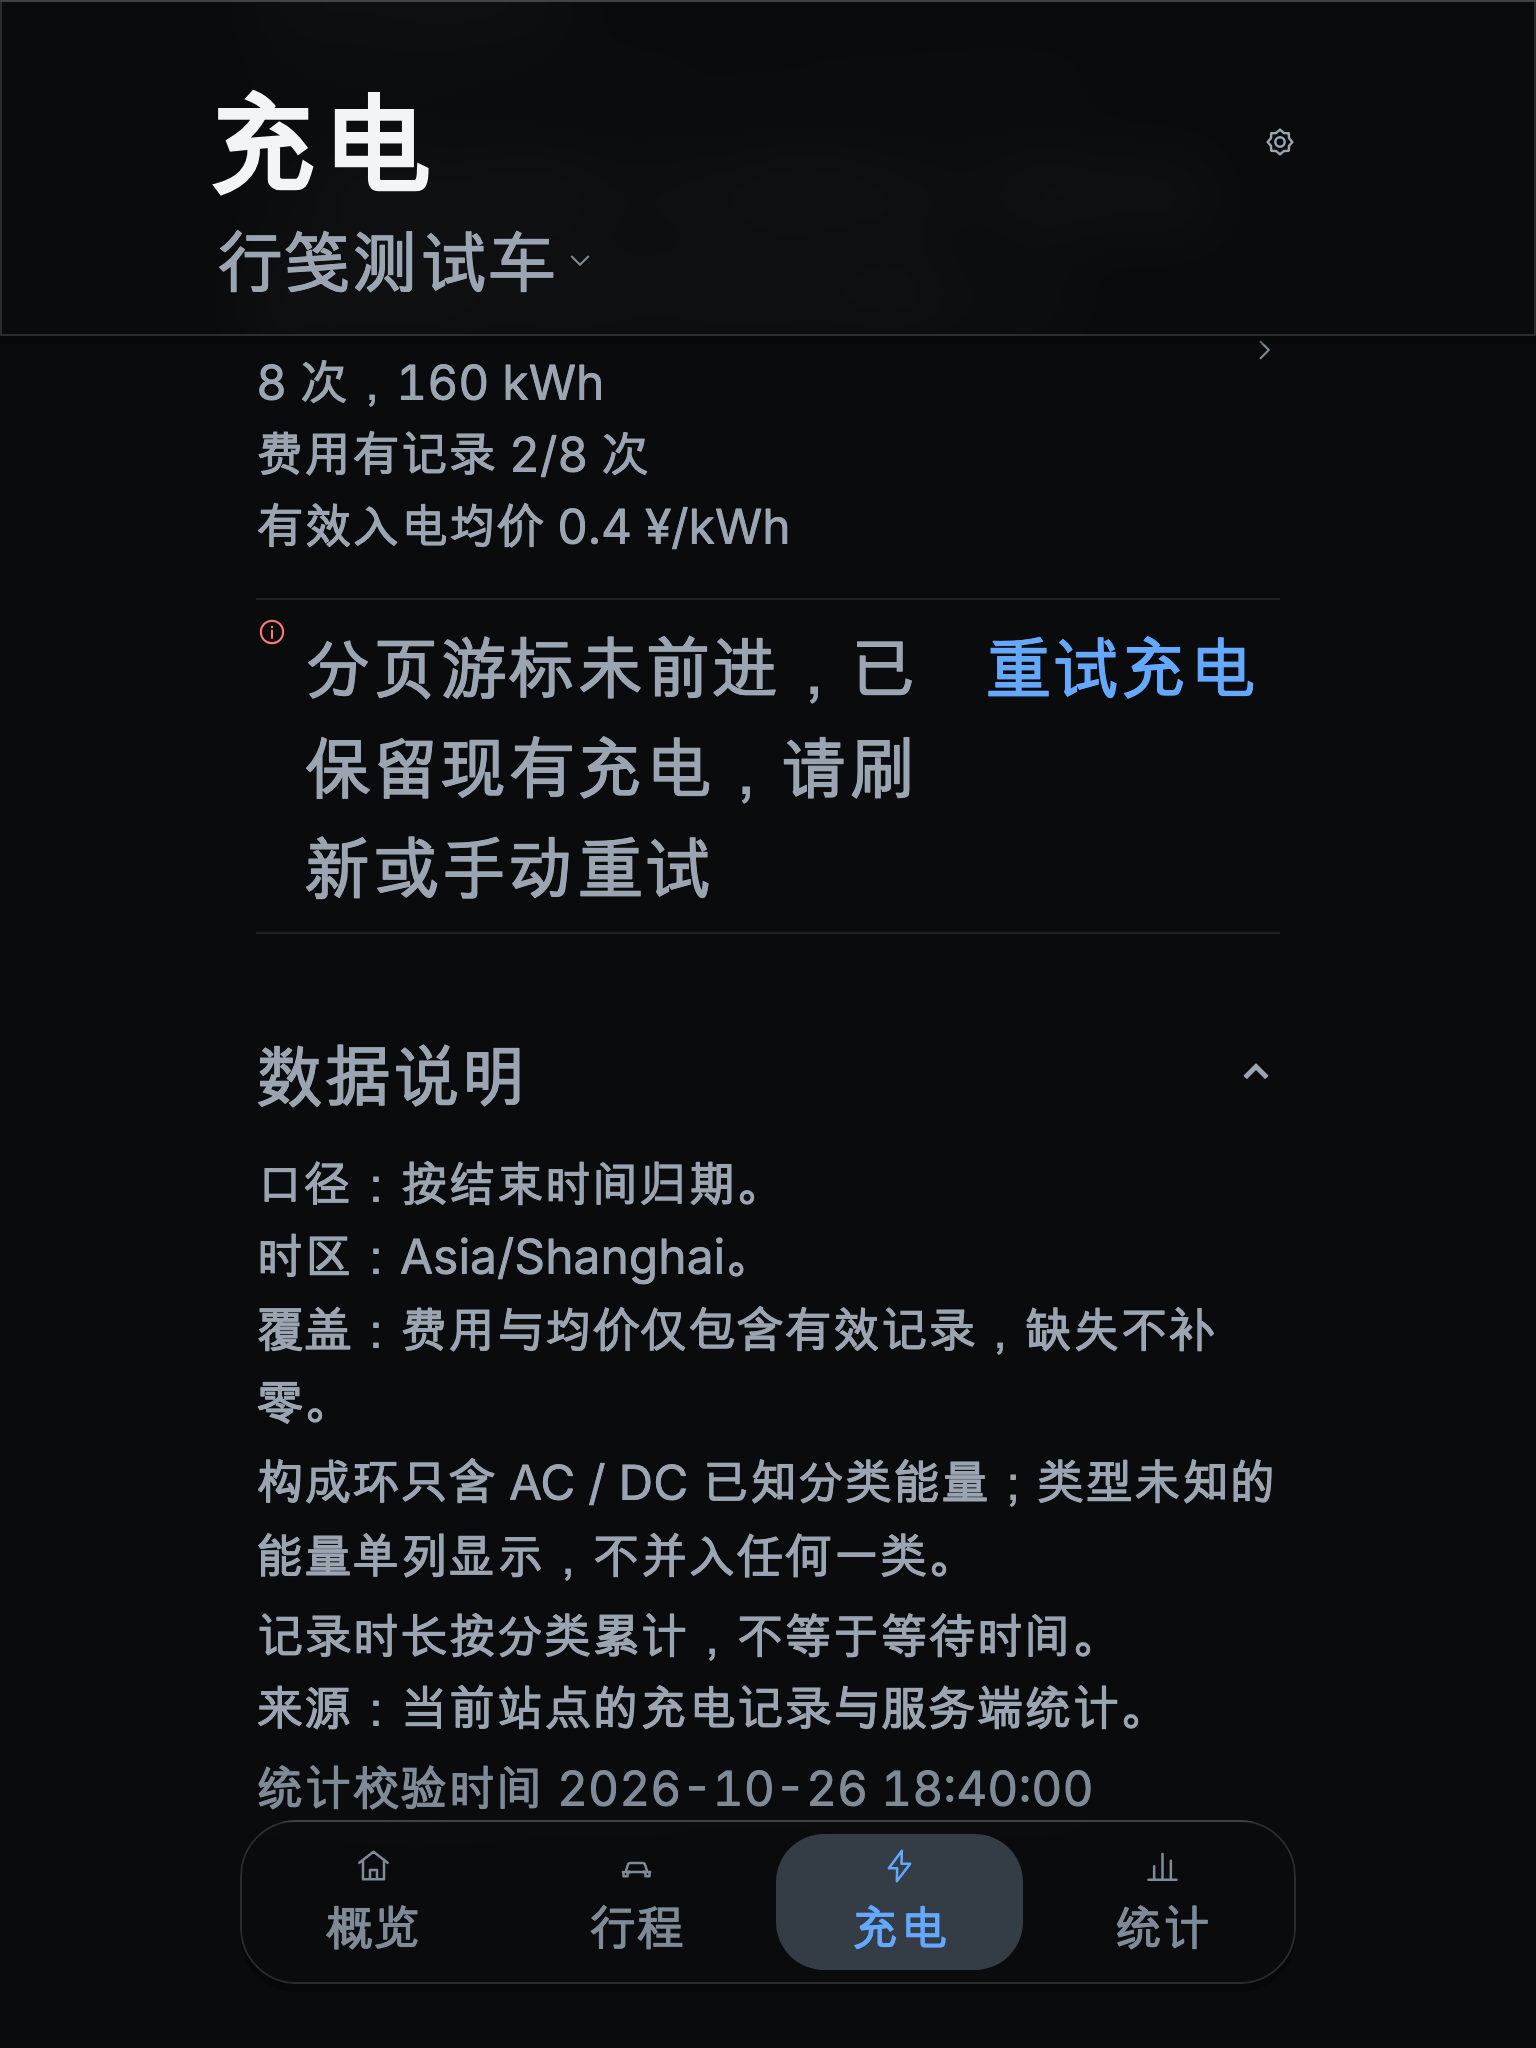 充电
行笺测试车
8 次，160 kWh
费用有记录 2/8 次
有效入电均价 0.4 ¥/kWh
分页游标未前进，已
保留现有充电，请刷
新或手动重试
重试充电
数据说明
口径：按结束时间归期。
时区：Asia/Shanghai。
覆盖：费用与均价仅包含有效记录，缺失不补
零。
构成环只含 AC / DC 已知分类能量；类型未知的
能量单列显示，不并入任何一类。
记录时长按分类累计，不等于等待时间。
来源：当前站点的充电记录与服务端统计。
统计校验时间 2026-10-26 18:40:00
概览
行程
充电
统计